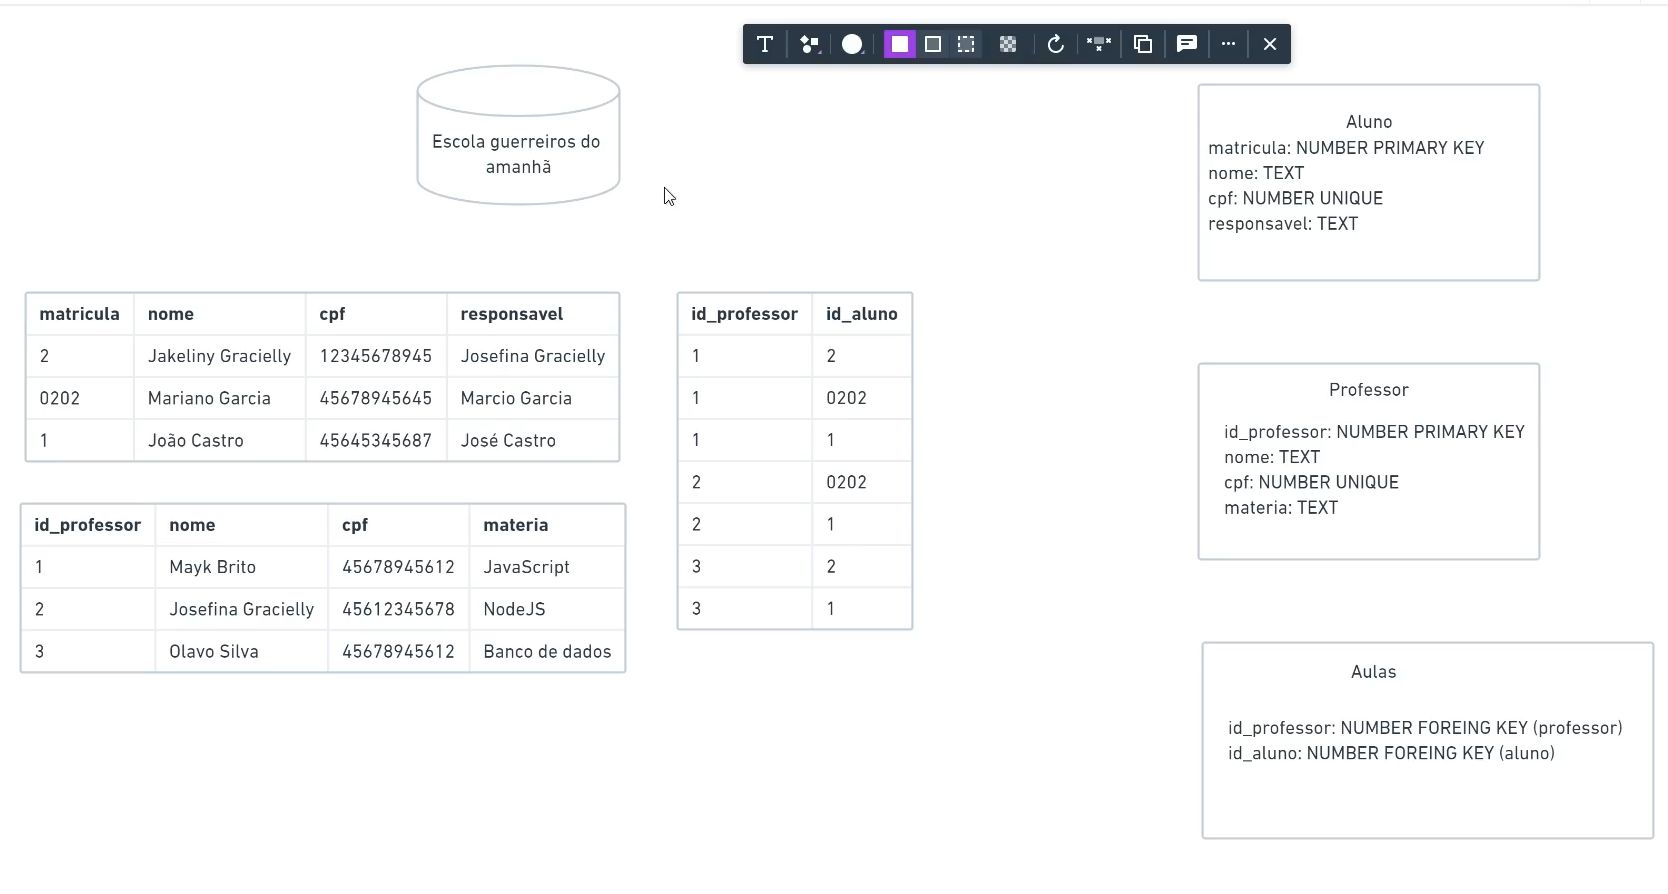 Escola guerreiros do
amanhã
Aluno
matricula: NUMBER PRIMARY KEY
nome: TEXT
cpf: NUMBER UNIQUE
responsavel: TEXT
matricula nome cpf responsavel
2 Jakeliny Gracielly 12345678945 Josefina Gracielly
0202 Mariano Garcia 45678945645 Marcio Garcia
1 João Castro 45645345687 José Castro
id_professor id_aluno
1 2
1 0202
1 1
2 0202
2 1
3 2
3 1
Professor
id_professor: NUMBER PRIMARY KEY
nome: TEXT
cpf: NUMBER UNIQUE
materia: TEXT
id_professor nome cpf materia
1 Mayk Brito 45678945612 JavaScript
2 Josefina Gracielly 45612345678 NodeJS
3 Olavo Silva 45678945612 Banco de dados
Aulas
id_professor: NUMBER FOREING KEY (professor)
id_aluno: NUMBER FOREING KEY (aluno)